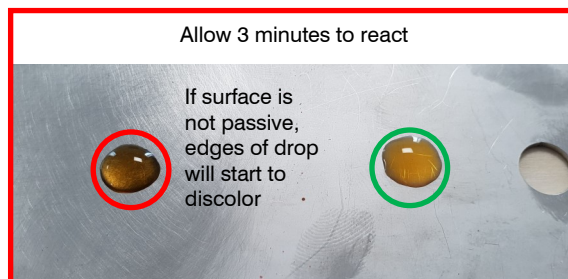 Allow 3 minutes to react
If surface is
not passive,
edges of drop
will start to
discolor